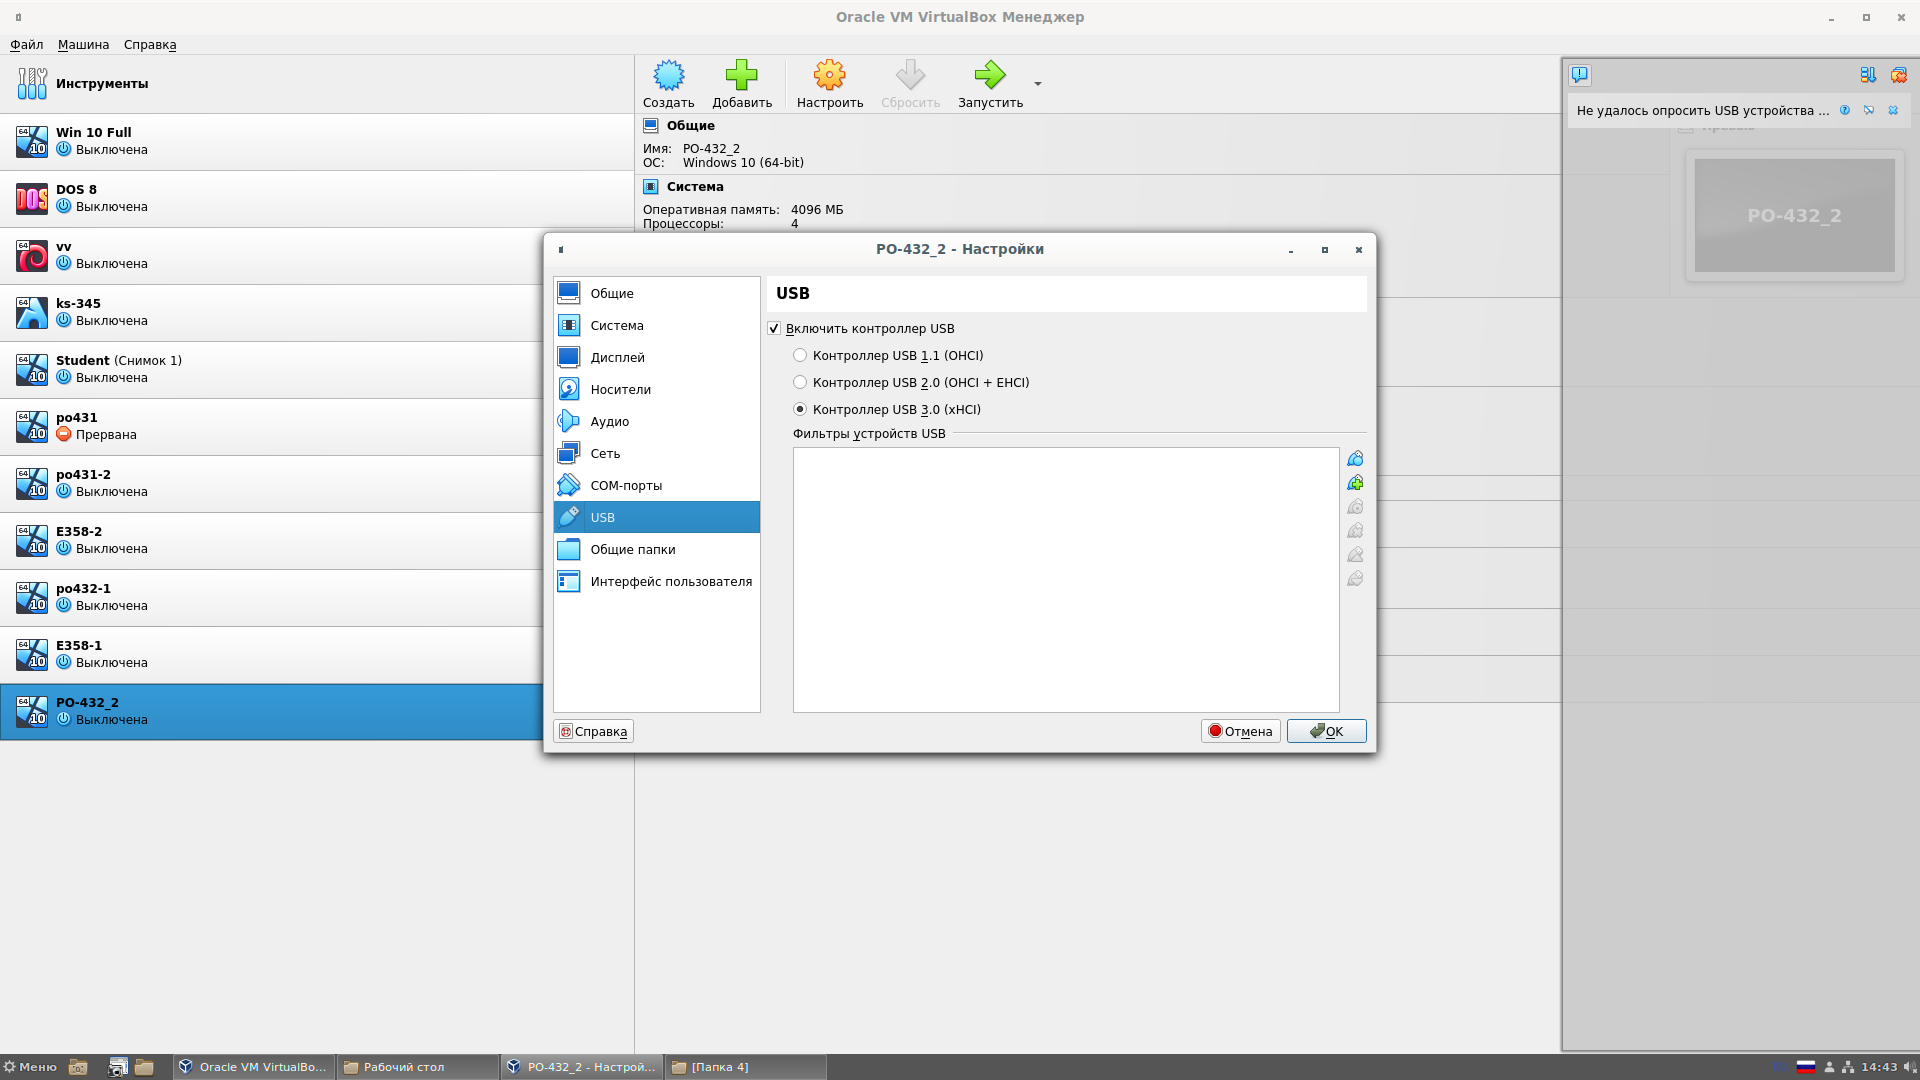 Oracle VM VirtualBox Менеджер
Файл Машина Справка
Инструменты
Win 10 Full
Выключена
DOS 8
Выключена
vv
Выключена
ks-345
Выключена
Student (Снимок 1)
Выключена
po431
Прервана
po431-2
Выключена
E358-2
Выключена
po432-1
Выключена
E358-1
Выключена
PO-432_2
Выключена
Создать Добавить Настроить Сбросить Запустить
Общие
Имя: PO-432_2
ОС: Windows 10 (64-bit)
Система
Оперативная память: 4096 МБ
Процессоры: 4
Не удалось опросить USB устройства ...
Превью
PO-432_2
PO-432_2 - Настройки
Общие
Система
Дисплей
Носители
Аудио
Сеть
COM-порты
USB
Общие папки
Интерфейс пользователя
USB
Включить контроллер USB
Контроллер USB 1.1 (OHCI)
Контроллер USB 2.0 (OHCI + EHCI)
Контроллер USB 3.0 (xHCI)
Фильтры устройств USB
Справка Отмена OK
Меню Oracle VM VirtualBo... Рабочий стол PO-432_2 - Настрой... [Папка 4] 14:43